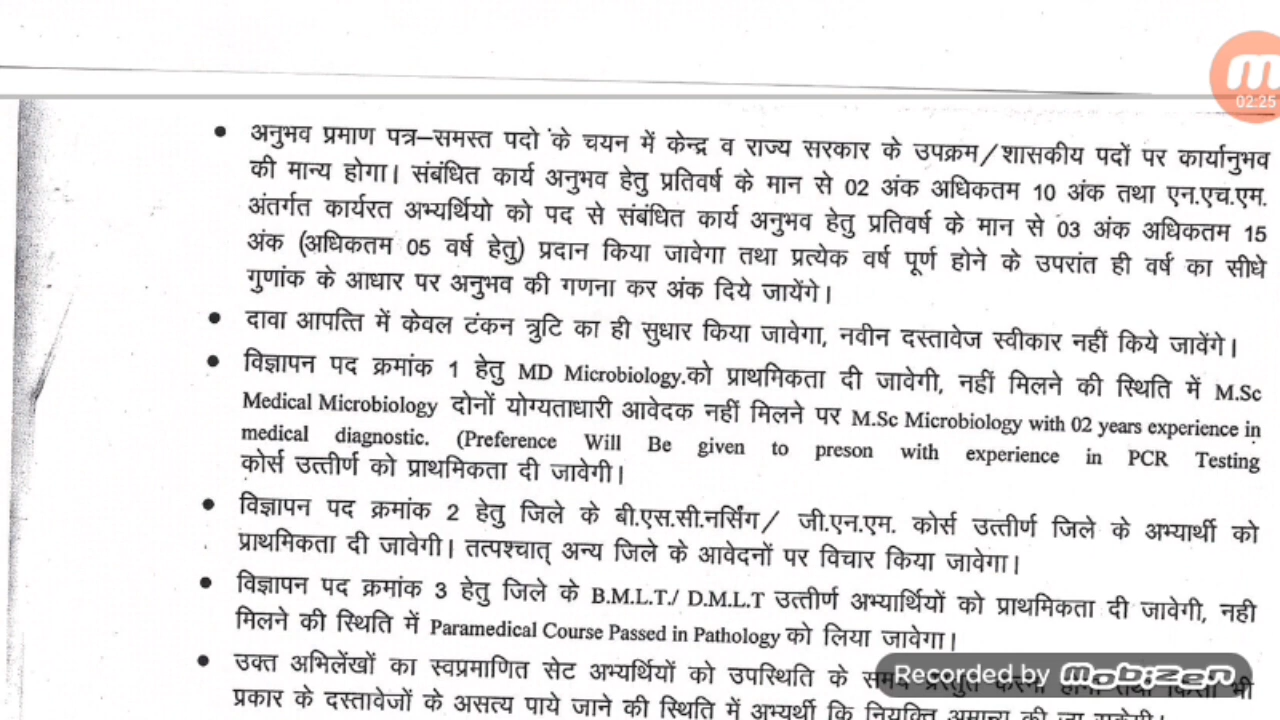 02:25
• अनुभव प्रमाण पत्र–समस्त पदो के चयन में केन्द्र व राज्य सरकार के उपक्रम/शासकीय पदों पर कार्यानुभव
की मान्य होगा। संबंधित कार्य अनुभव हेतु प्रतिवर्ष के मान से 02 अंक अधिकतम 10 अंक तथा एन.एच.एम.
अंतर्गत कार्यरत अभ्यर्थियो को पद से संबंधित कार्य अनुभव हेतु प्रतिवर्ष के मान से 03 अंक अधिकतम 15
अंक (अधिकतम 05 वर्ष हेतु) प्रदान किया जावेगा तथा प्रत्येक वर्ष पूर्ण होने के उपरांत ही वर्ष का सीधे
गुणांक के आधार पर अनुभव की गणना कर अंक दिये जायेंगे।
• दावा आपत्ति में केवल टंकन त्रुटि का ही सुधार किया जावेगा, नवीन दस्तावेज स्वीकार नहीं किये जावेंगे।
• विज्ञापन पद क्रमांक 1 हेतु MD Microbiology.को प्राथमिकता दी जावेगी, नहीं मिलने की स्थिति में M.Sc
Medical Microbiology दोनों योग्यताधारी आवेदक नहीं मिलने पर M.Sc Microbiology with 02 years experience in
medical diagnostic. (Preference Will Be given to preson with experience in PCR Testing
कोर्स उत्तीर्ण को प्राथमिकता दी जावेगी।
• विज्ञापन पद क्रमांक 2 हेतु जिले के बी.एस.सी.नर्सिंग/ जी.एन.एम. कोर्स उत्तीर्ण जिले के अभ्यार्थी को
प्राथमिकता दी जावेगी। तत्पश्चात् अन्य जिले के आवेदनों पर विचार किया जावेगा।
• विज्ञापन पद क्रमांक 3 हेतु जिले के B.M.L.T./ D.M.L.T उत्तीर्ण अभ्यार्थियों को प्राथमिकता दी जावेगी, नही
मिलने की स्थिति में Paramedical Course Passed in Pathology को लिया जावेगा।
• उक्त अभिलेंखों का स्वप्रमाणित सेट अभ्यर्थियों को उपस्थिति के
प्रकार के दस्तावेजों के असत्य पाये जाने की स्थिति में अभ्यर्थी कि नियुक्ति अमान्य की जा सकेगी।
Recorded by mobizen